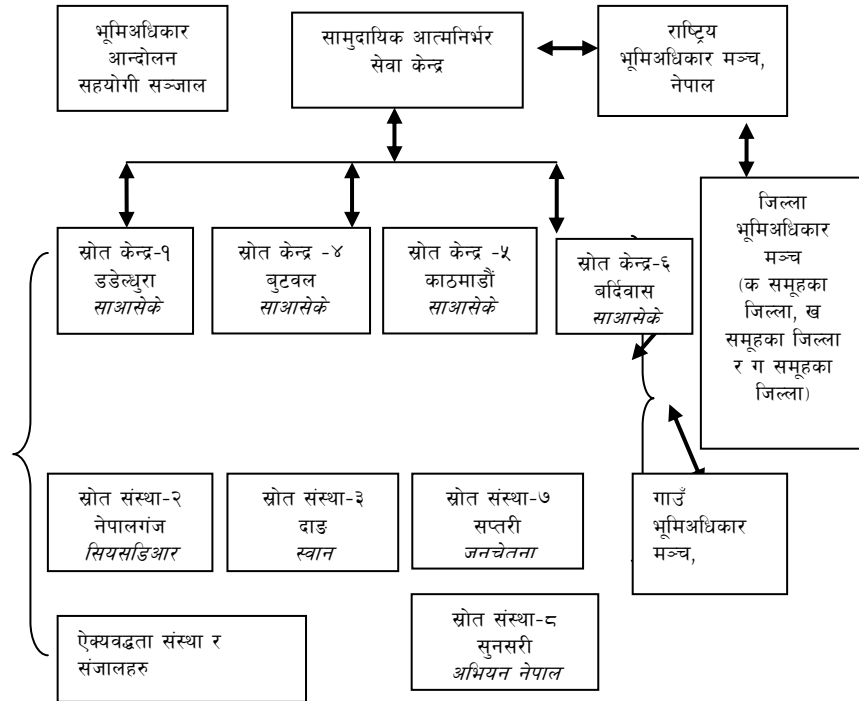 भूमिअधिकार
आन्दोलन
सहयोगी सञ्जाल
सामुदायिक आत्मनिर्भर
सेवा केन्द्र
राष्ट्रिय
भूमिअधिकार मञ्च,
नेपाल
जिल्ला
भूमिअधिकार
मञ्च
(क समूहका
जिल्ला, ख
समूहका जिल्ला
र ग समूहका
जिल्ला)
स्रोत केन्द्र-१
डडेल्धुरा
साआसेके
स्रोत केन्द्र -४
बुटवल
साआसेके
स्रोत केन्द्र -५
काठमाडौं
साआसेके
स्रोत केन्द्र-६
बर्दिवास
साआसेके
स्रोत संस्था-२
नेपालगंज
सियसडिआर
स्रोत संस्था-३
दाङ
स्वान
स्रोत संस्था-७
सप्तरी
जनचेतना
गाउँ
भूमिअधिकार
मञ्च,
ऐक्यवद्धता संस्था र
संजालहरु
स्रोत संस्था-८
सुनसरी
अभियन नेपाल